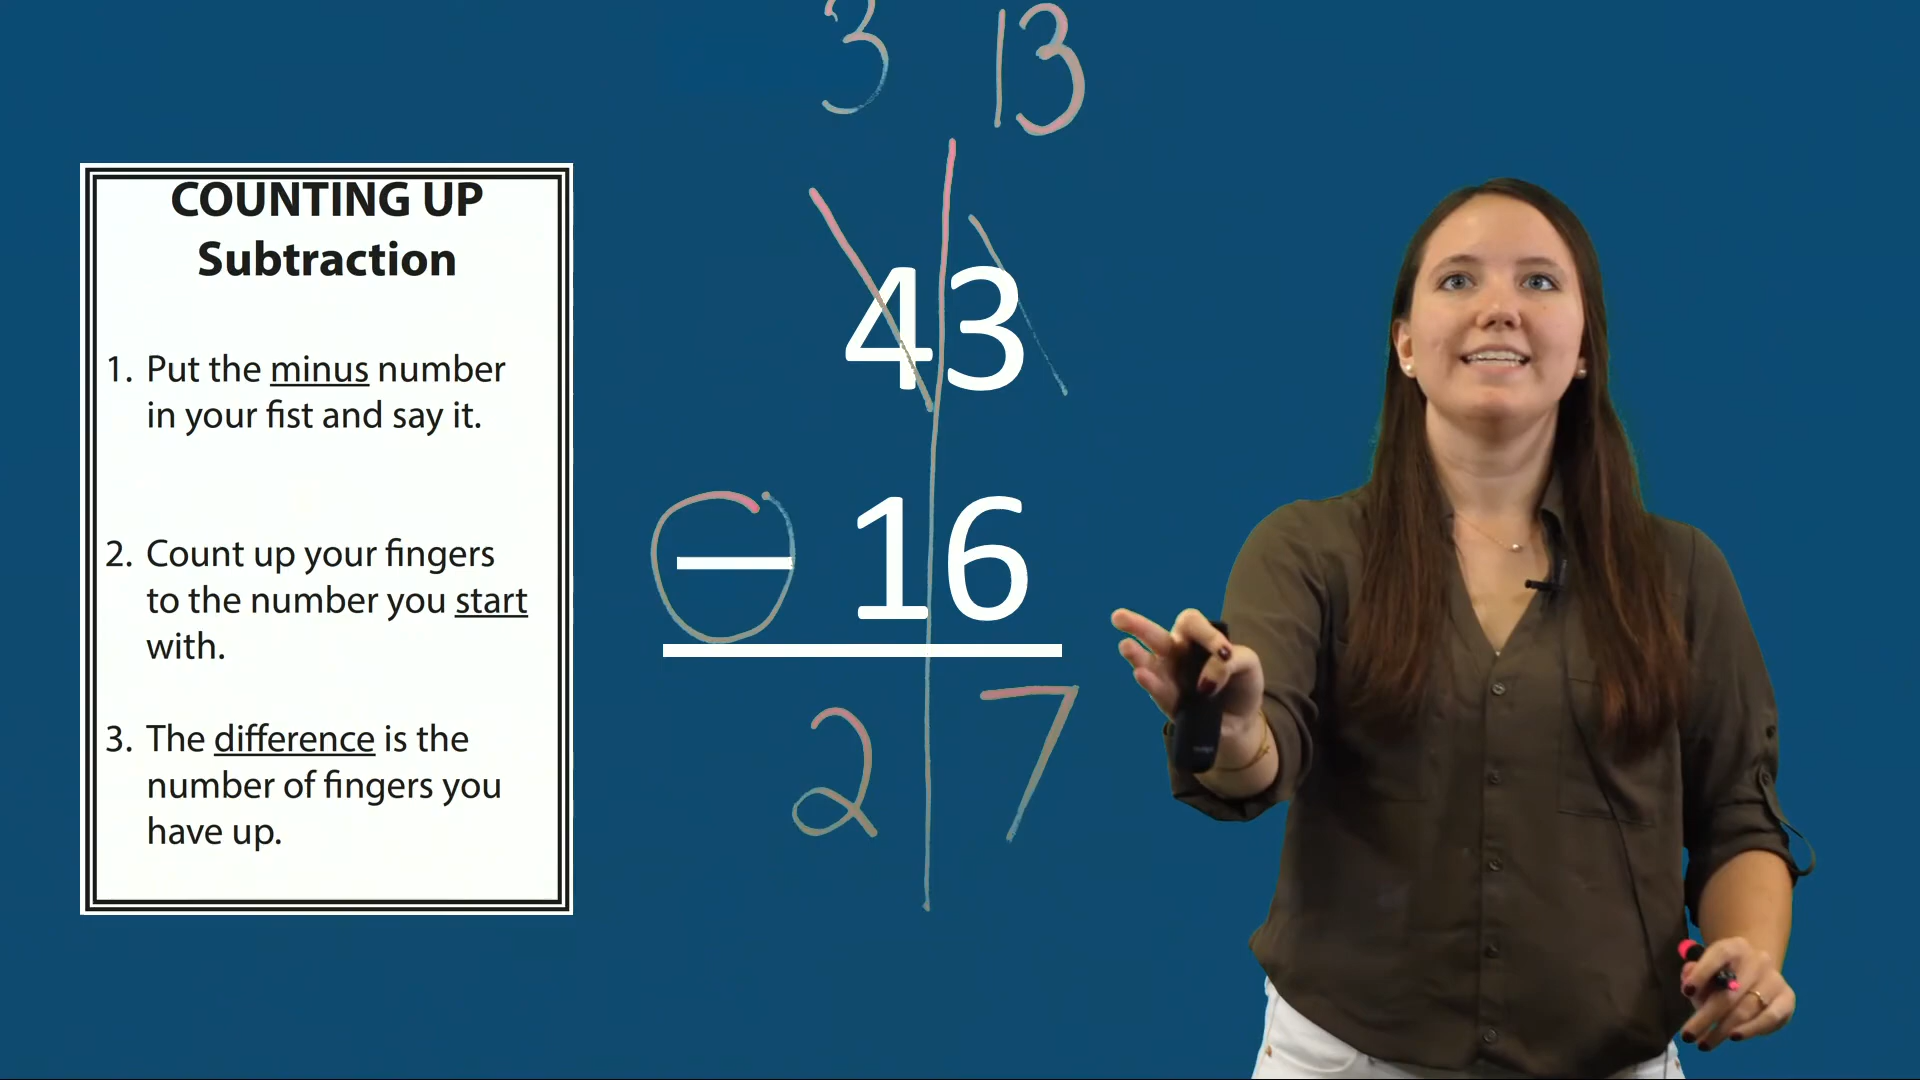 COUNTING UP
Subtraction
1. Put the minus number
in your fist and say it.
2. Count up your fingers
to the number you start
with.
3. The difference is the
number of fingers you
have up.
3 13
43
– 16
2 7